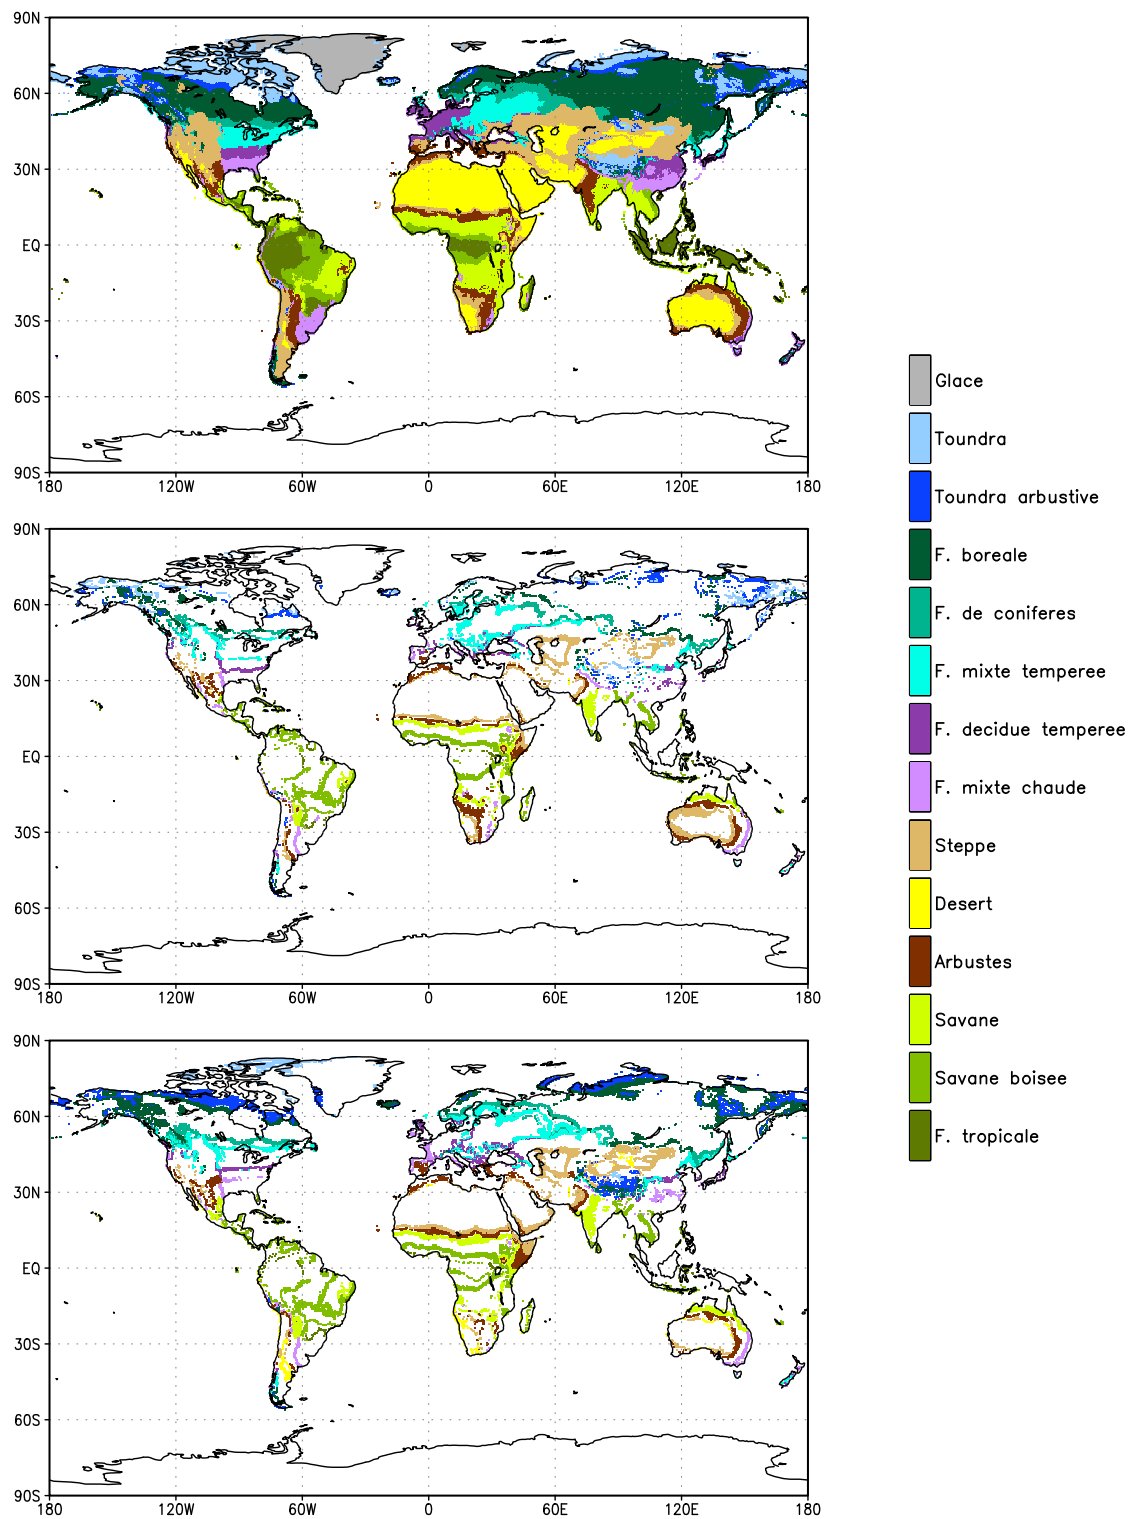 90N
60N
30N
EQ
30S
60S
90S
180 120W 60W 0 60E 120E 180
90N
60N
30N
EQ
30S
60S
90S
180 120W 60W 0 60E 120E 180
90N
60N
30N
EQ
30S
60S
90S
180 120W 60W 0 60E 120E 180
Glace
Toundra
Toundra arbustive
F. boreale
F. de coniferes
F. mixte temperee
F. decidue temperee
F. mixte chaude
Steppe
Desert
Arbustes
Savane
Savane boisee
F. tropicale